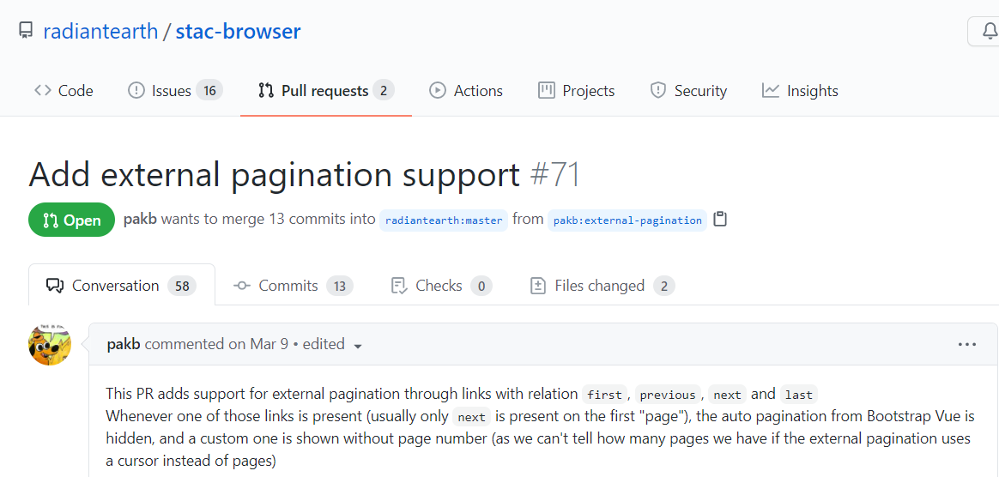 radiantearth / stac-browser
Code Issues 16 Pull requests 2 Actions Projects Security Insights
Add external pagination support #71
Open pakb wants to merge 13 commits into radiantearth:master from pakb:external-pagination
Conversation 58 Commits 13 Checks 0 Files changed 2
pakb commented on Mar 9 • edited
This PR adds support for external pagination through links with relation first, previous, next and last
Whenever one of those links is present (usually only next is present on the first "page"), the auto pagination from Bootstrap Vue is
hidden, and a custom one is shown without page number (as we can't tell how many pages we have if the external pagination uses
a cursor instead of pages)